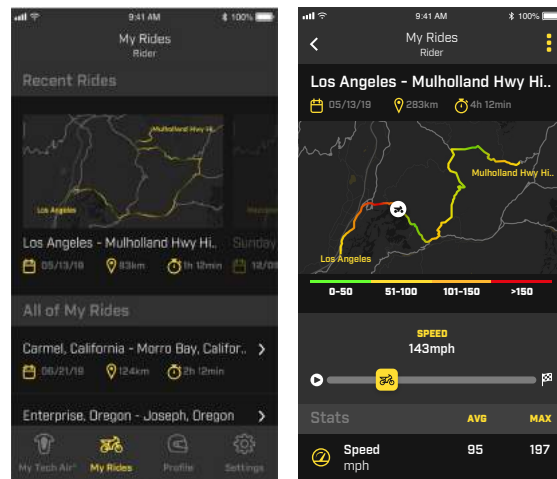 9:41 AM
100%
My Rides
Rider
Recent Rides
Mulholland Hwy Hi..
Los Angeles
Los Angeles - Mulholland Hwy Hi..
Sunday
05/13/19
83km
1h 12min
All of My Rides
Carmel, California - Morro Bay, Califor..
06/21/19
124km
2h 12min
Enterprise, Oregon - Joseph, Oregon
My Tech Air®
My Rides
Profile
Settings
9:41 AM
100%
My Rides
Rider
Los Angeles - Mulholland Hwy Hi..
05/13/19
283km
4h 12min
Mulholland Hwy Hi..
Los Angeles
0-50
51-100
101-150
>150
SPEED
143mph
Stats
AVG
MAX
Speed
95
197
mph